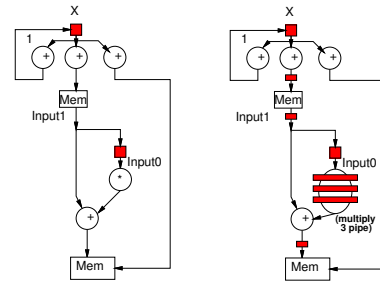 X
1
+
+
+
Mem
Input1
Input0
*
+
Mem
X
1
+
+
+
Mem
Input1
Input0
(multiply
3 pipe)
+
Mem